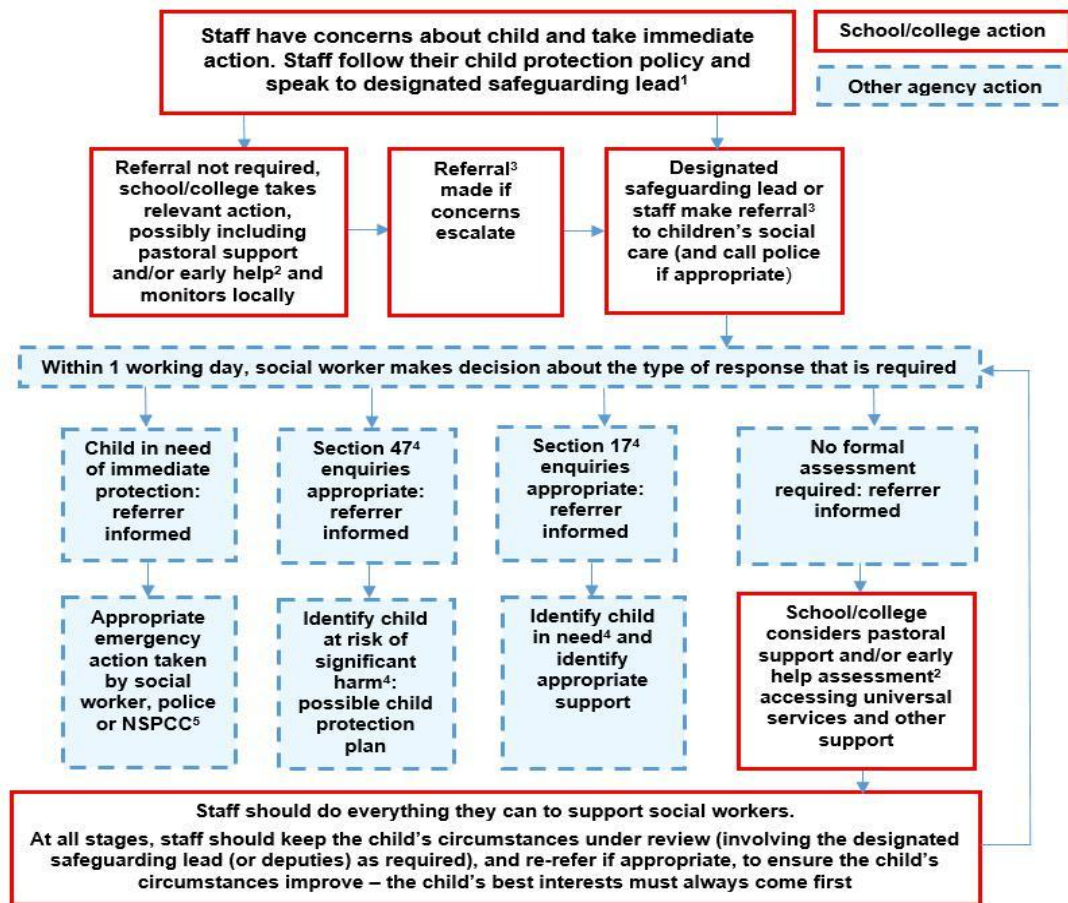 Staff have concerns about child and take immediate
action. Staff follow their child protection policy and
speak to designated safeguarding lead¹
School/college action
Other agency action
Referral not required,
school/college takes
relevant action,
possibly including
pastoral support
and/or early help² and
monitors locally
Referral³
made if
concerns
escalate
Designated
safeguarding lead or
staff make referral³
to children’s social
care (and call police
if appropriate)
Within 1 working day, social worker makes decision about the type of response that is required
Child in need
of immediate
protection:
referrer
informed
Section 47⁴
enquiries
appropriate:
referrer
informed
Section 17⁴
enquiries
appropriate:
referrer
informed
No formal
assessment
required: referrer
informed
Appropriate
emergency
action taken
by social
worker, police
or NSPCC⁵
Identify child
at risk of
significant
harm⁴:
possible child
protection
plan
Identify child
in need⁴ and
identify
appropriate
support
School/college
considers pastoral
support and/or early
help assessment²
accessing universal
services and other
support
Staff should do everything they can to support social workers.
At all stages, staff should keep the child’s circumstances under review (involving the designated
safeguarding lead (or deputies) as required), and re-refer if appropriate, to ensure the child’s
circumstances improve – the child’s best interests must always come first